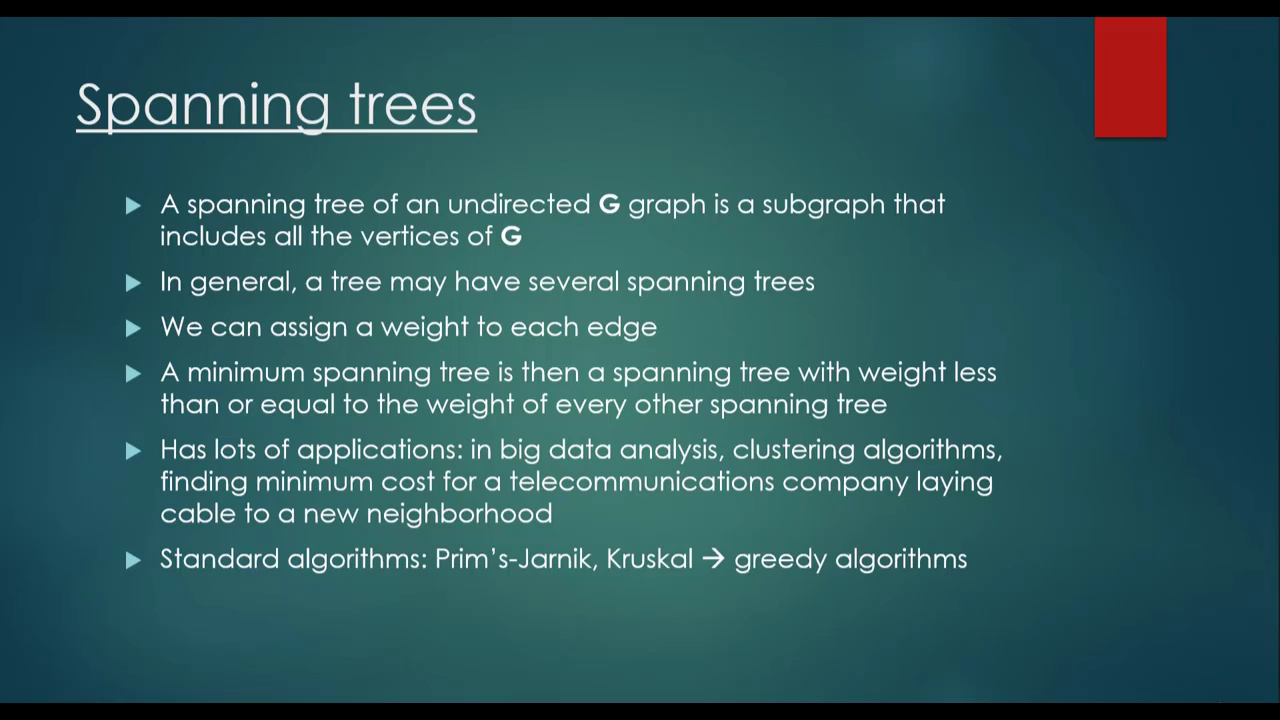 Spanning trees
A spanning tree of an undirected G graph is a subgraph that
includes all the vertices of G
In general, a tree may have several spanning trees
We can assign a weight to each edge
A minimum spanning tree is then a spanning tree with weight less
than or equal to the weight of every other spanning tree
Has lots of applications: in big data analysis, clustering algorithms,
finding minimum cost for a telecommunications company laying
cable to a new neighborhood
Standard algorithms: Prim's-Jarnik, Kruskal → greedy algorithms